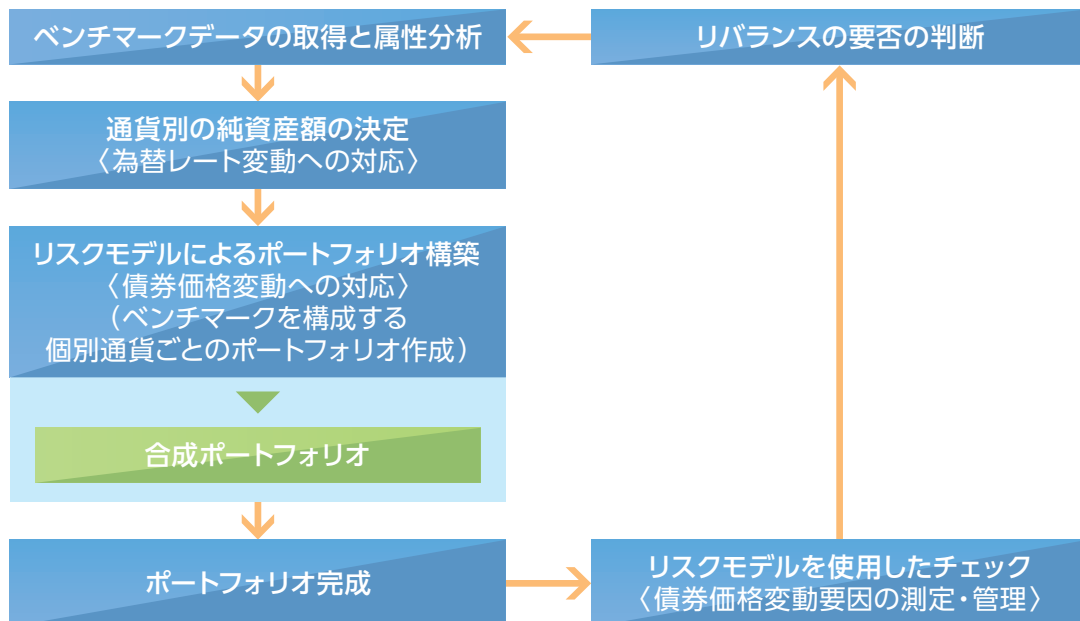 ベンチマークデータの取得と属性分析
リバランスの要否の判断
通貨別の純資産額の決定
〈為替レート変動への対応〉
リスクモデルによるポートフォリオ構築
〈債券価格変動への対応〉
（ベンチマークを構成する
個別通貨ごとのポートフォリオ作成）
合成ポートフォリオ
ポートフォリオ完成
リスクモデルを使用したチェック
〈債券価格変動要因の測定・管理〉